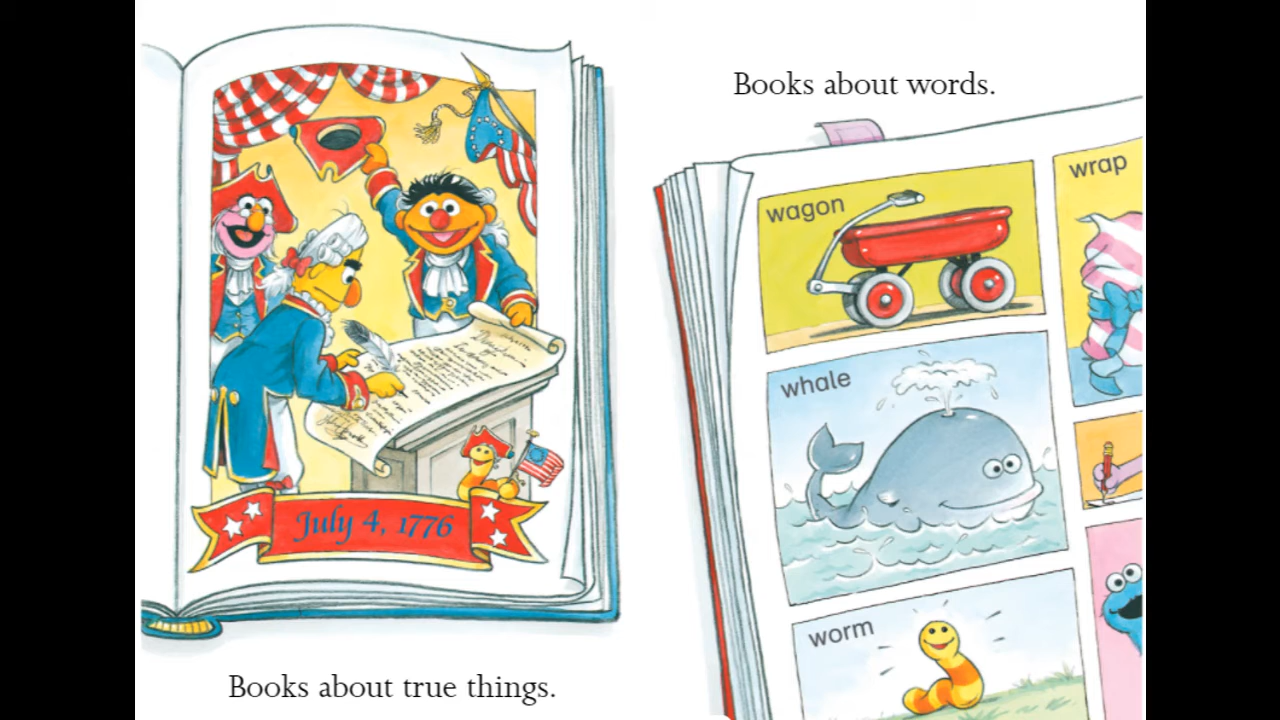 July 4, 1776
Books about true things.
Books about words.
wagon
wrap
whale
worm